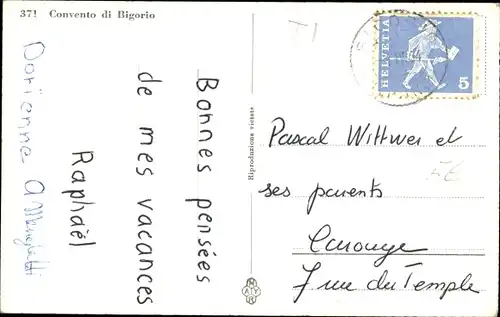 371 Convento di Bigorio
Bonnes pensées
de mes vacances
Raphaël
Dorienne
Riproduzione vietata
HELVETIA
5
Pascal Wittwer et
ses parents
Carouge
7 rue du Temple